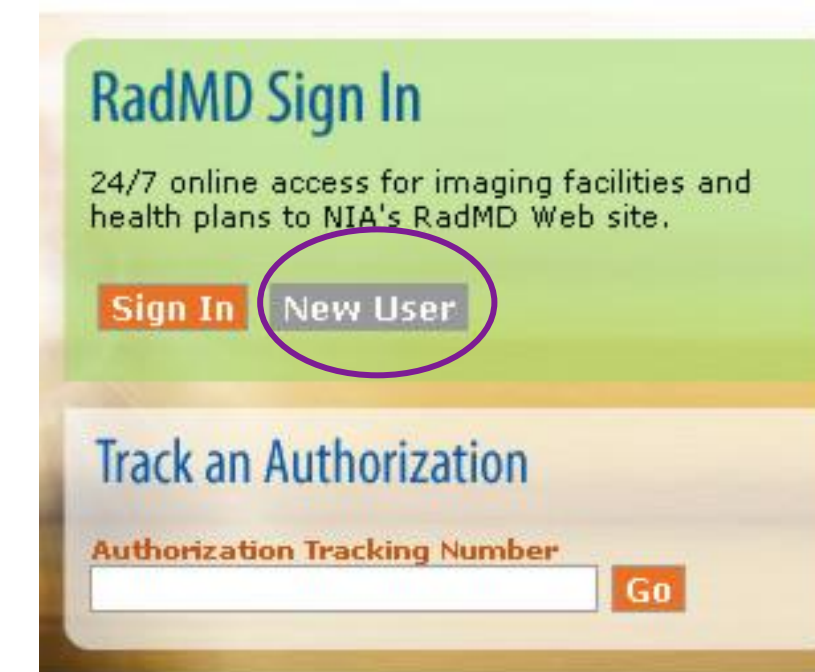 RadMD Sign In
24/7 online access for imaging facilities and
health plans to NIA's RadMD Web site.
Sign In New User
Track an Authorization
Authorization Tracking Number
Go